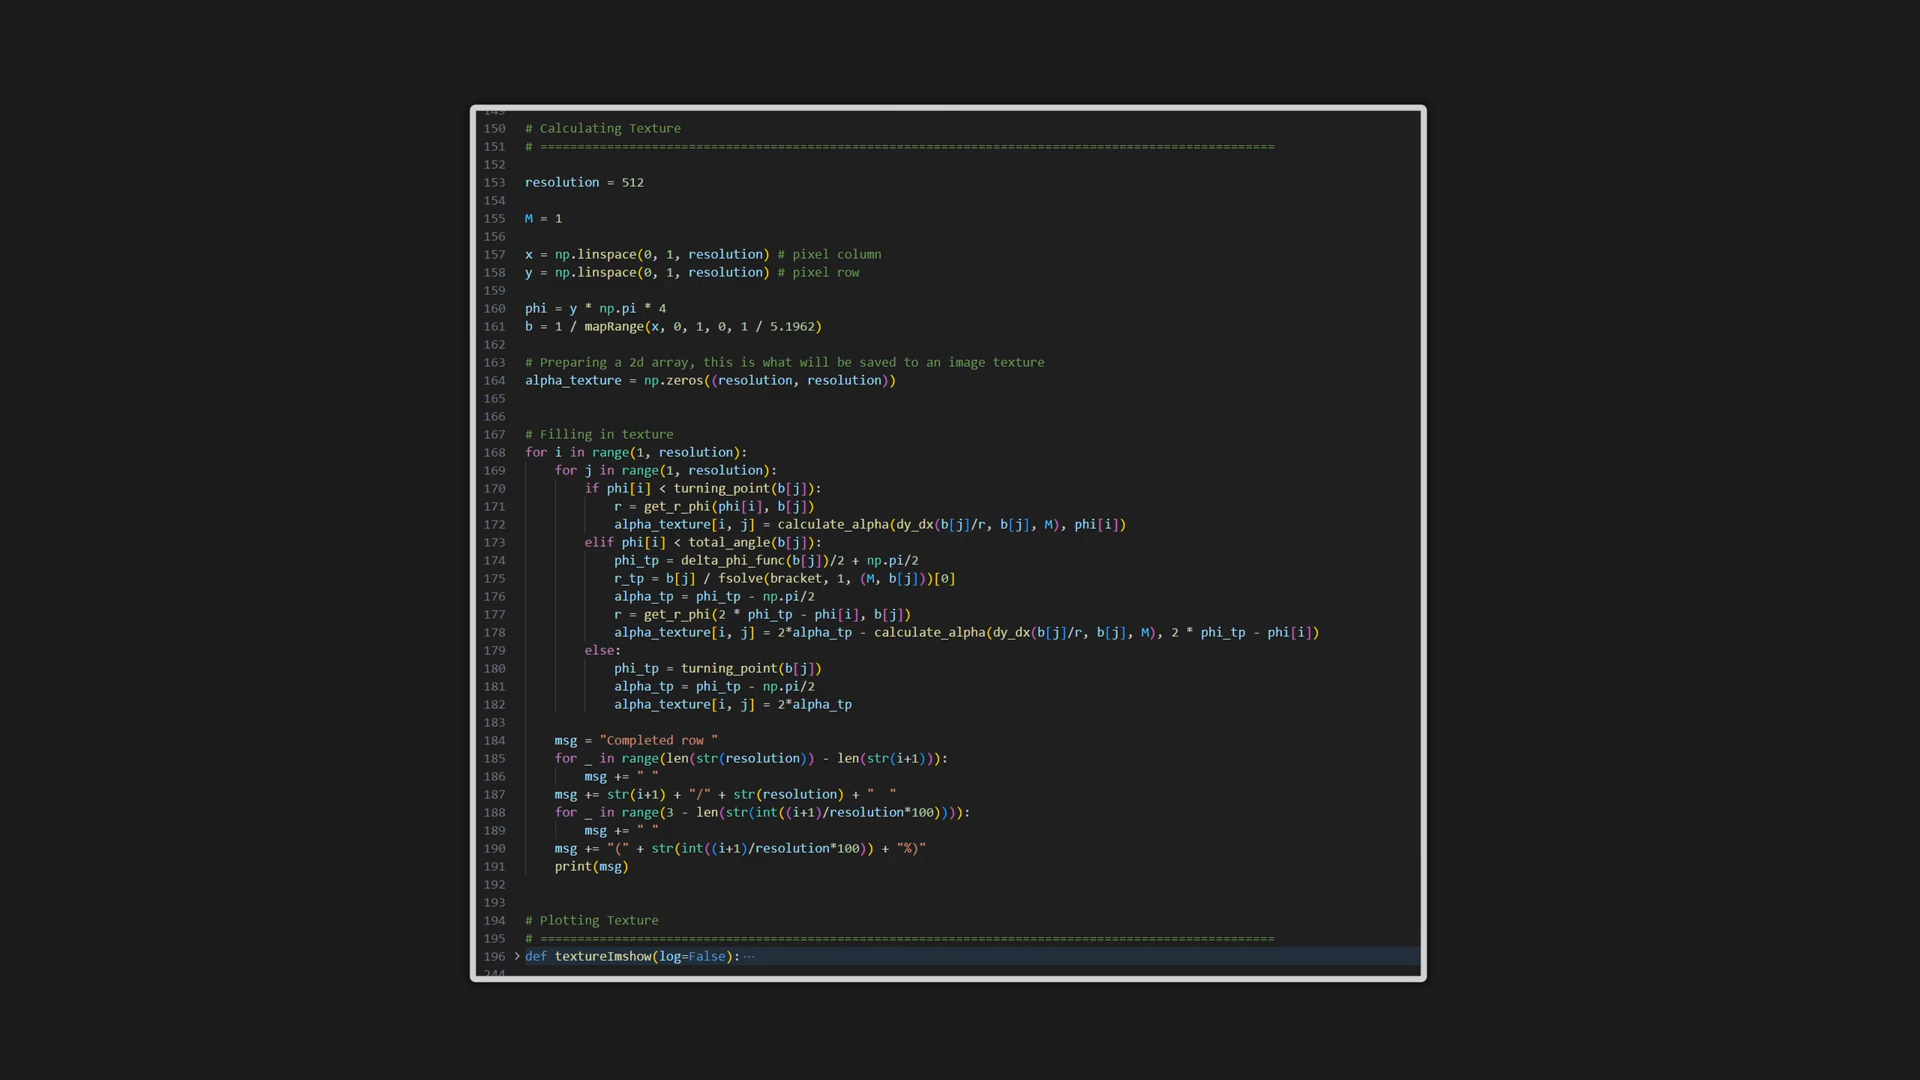 150 # Calculating Texture
151 # ===================================================================================================
152
153 resolution = 512
154
155 M = 1
156
157 x = np.linspace(0, 1, resolution) # pixel column
158 y = np.linspace(0, 1, resolution) # pixel row
159
160 phi = y * np.pi * 4
161 b = 1 / mapRange(x, 0, 1, 0, 1 / 5.1962)
162
163 # Preparing a 2d array, this is what will be saved to an image texture
164 alpha_texture = np.zeros((resolution, resolution))
165
166
167 # Filling in texture
168 for i in range(1, resolution):
169     for j in range(1, resolution):
170         if phi[i] < turning_point(b[j]):
171             r = get_r_phi(phi[i], b[j])
172             alpha_texture[i, j] = calculate_alpha(dy_dx(b[j]/r, b[j], M), phi[i])
173         elif phi[i] < total_angle(b[j]):
174             phi_tp = delta_phi_func(b[j])/2 + np.pi/2
175             r_tp = b[j] / fsolve(bracket, 1, (M, b[j]))[0]
176             alpha_tp = phi_tp - np.pi/2
177             r = get_r_phi(2 * phi_tp - phi[i], b[j])
178             alpha_texture[i, j] = 2*alpha_tp - calculate_alpha(dy_dx(b[j]/r, b[j], M), 2 * phi_tp - phi[i])
179         else:
180             phi_tp = turning_point(b[j])
181             alpha_tp = phi_tp - np.pi/2
182             alpha_texture[i, j] = 2*alpha_tp
183
184     msg = "Completed row "
185     for _ in range(len(str(resolution)) - len(str(i+1))):
186         msg += " "
187     msg += str(i+1) + "/" + str(resolution) + "  "
188     for _ in range(3 - len(str(int((i+1)/resolution*100)))):
189         msg += " "
190     msg += "(" + str(int((i+1)/resolution*100)) + "%)"
191     print(msg)
192
193
194 # Plotting Texture
195 # ===================================================================================================
196 > def textureImshow(log=False): ···
244